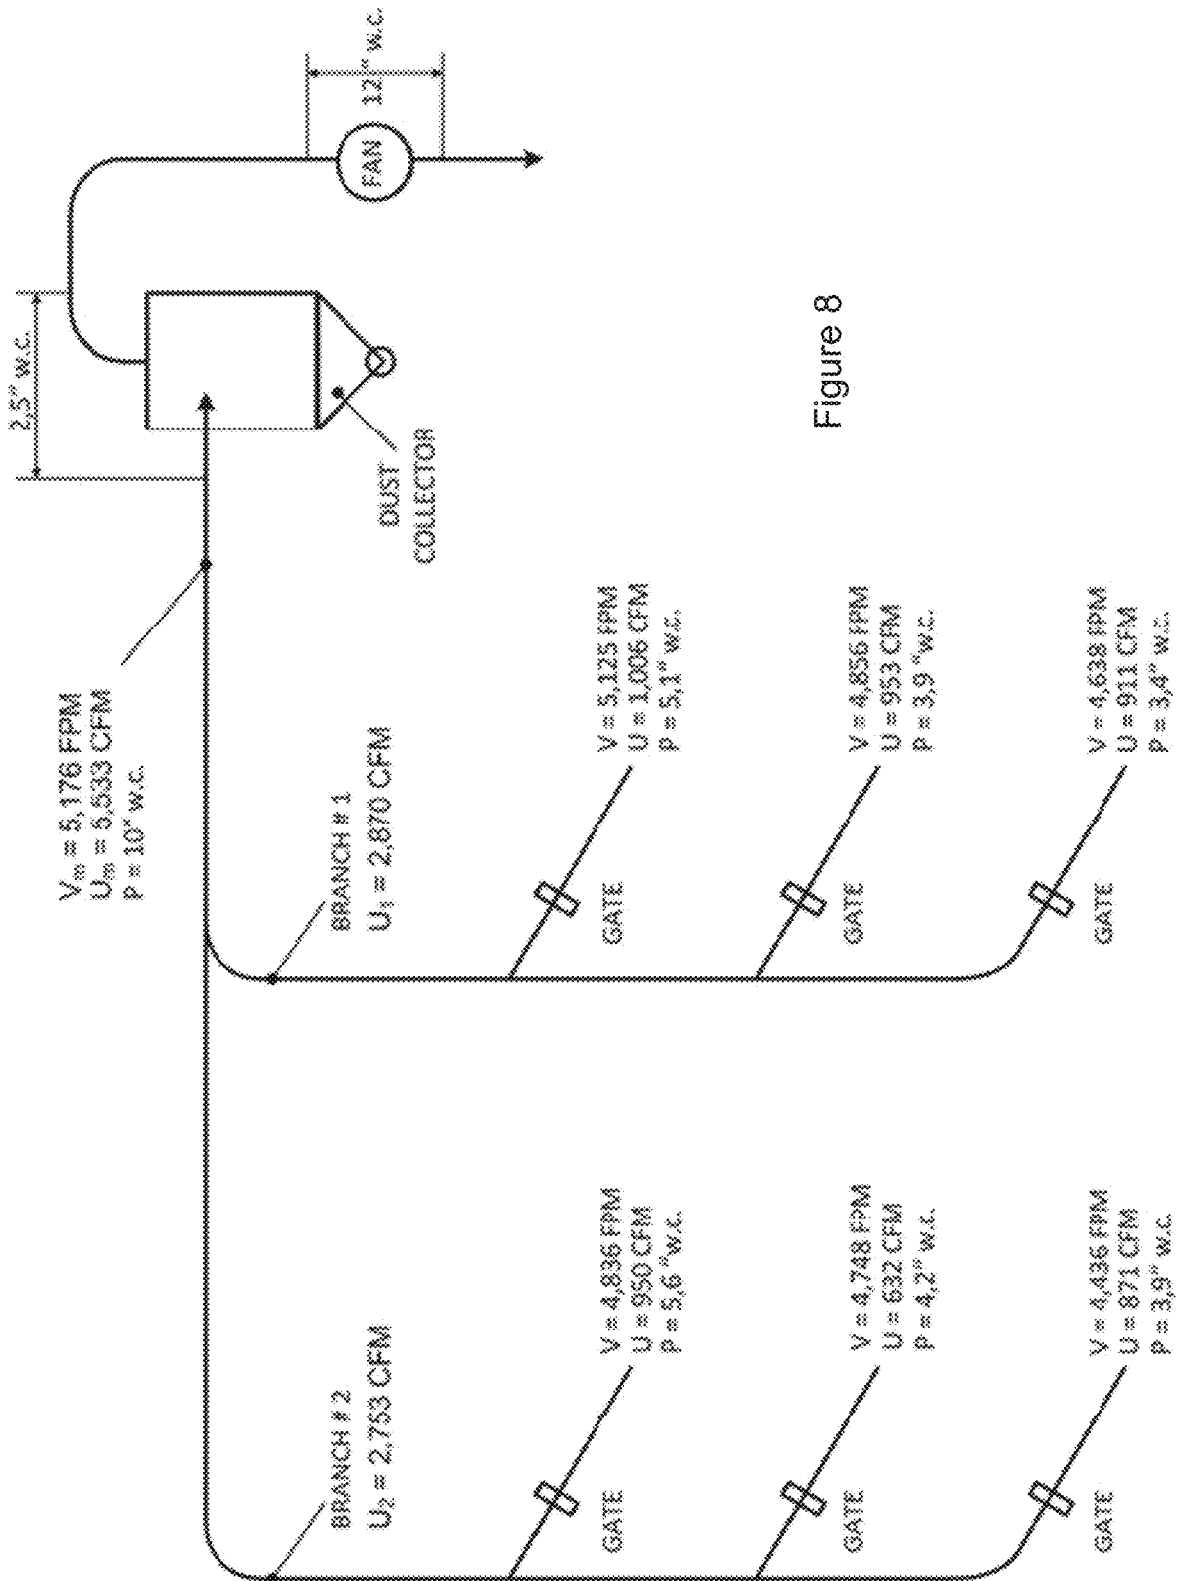 2,5" w.c.
12" w.c.
FAN
DUST
COLLECTOR
Vm = 5,176 FPM
Um = 5,533 CFM
P = 10" w.c.
BRANCH # 1
U1 = 2,870 CFM
V = 5,125 FPM
U = 1,006 CFM
P = 5,1" w.c.
GATE
V = 4,856 FPM
U = 953 CFM
P = 3,9 "w.c.
GATE
V = 4,638 FPM
U = 911 CFM
P = 3,4" w.c.
GATE
BRANCH # 2
U2 = 2,753 CFM
V = 4,836 FPM
U = 950 CFM
P = 5,6 "w.c.
GATE
V = 4,748 FPM
U = 632 CFM
P = 4,2" w.c.
GATE
V = 4,436 FPM
U = 871 CFM
P = 3,9" w.c.
GATE
Figure 8